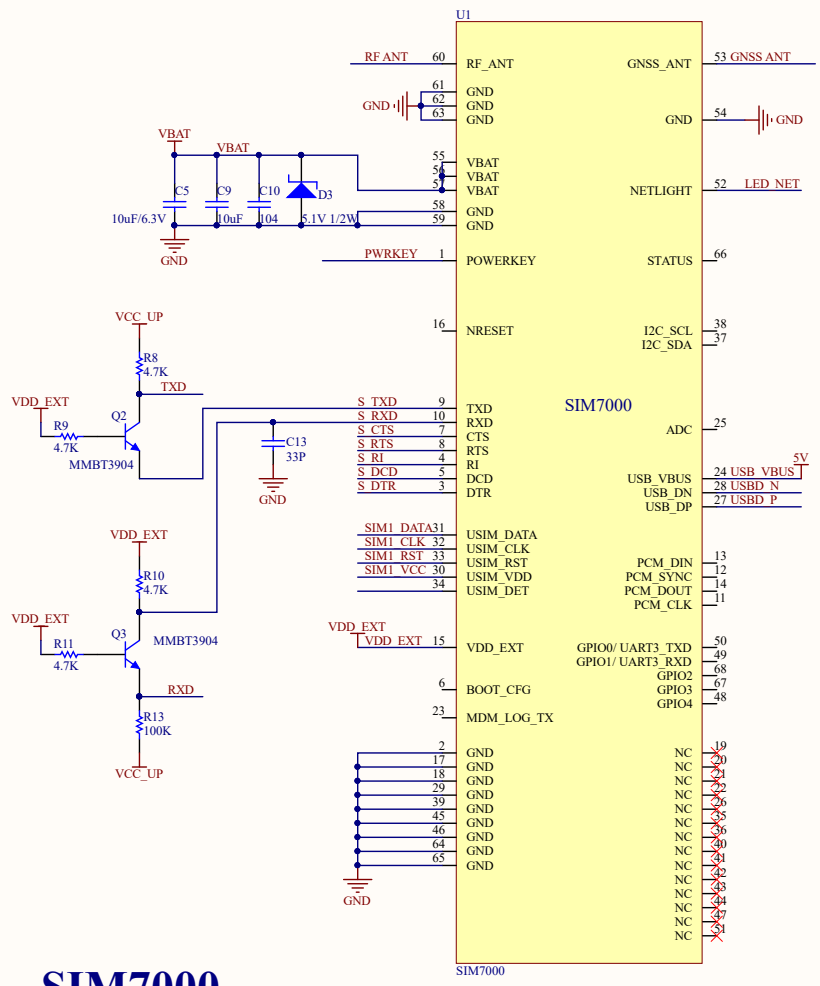 U1
RF ANT 60 RF_ANT GNSS_ANT 53 GNSS ANT
61 GND
GND 62 GND
63 GND GND 54 GND
VBAT
VBAT 55 VBAT
56 VBAT
57 VBAT NETLIGHT 52 LED_NET
C5 C9 C10 D3
10uF/6.3V 10uF 104 5.1V 1/2W
58 GND
59 GND
GND
PWRKEY 1 POWERKEY STATUS 66
VCC_UP
16 NRESET I2C_SCL 38
I2C_SDA 37
R8
4.7K
TXD
VDD_EXT
R9
4.7K
Q2
MMBT3904
SIM7000
S_TXD 9 TXD
S_RXD 10 RXD
S_CTS 7 CTS ADC 25
S_RTS 8 RTS
S_RI 4 RI
S_DCD 5 DCD
S_DTR 3 DTR
C13
33P
GND
5V
USB_VBUS 24 USB_VBUS
USB_DN 28 USBD_N
USB_DP 27 USBD_P
SIM1_DATA 31 USIM_DATA
SIM1_CLK 32 USIM_CLK
SIM1_RST 33 USIM_RST PCM_DIN 13
SIM1_VCC 30 USIM_VDD PCM_SYNC 12
34 USIM_DET PCM_DOUT 14
PCM_CLK 11
VDD_EXT
R10
4.7K
VDD_EXT
R11
4.7K
Q3
MMBT3904
RXD
R13
100K
VCC_UP
VDD_EXT
VDD_EXT 15 VDD_EXT GPIO0/ UART3_TXD 50
GPIO1/ UART3_RXD 49
GPIO2 68
6 BOOT_CFG GPIO3 67
GPIO4 48
23 MDM_LOG_TX
2 GND NC 19
17 GND NC 20
18 GND NC 21
29 GND NC 22
39 GND NC 26
45 GND NC 35
46 GND NC 36
64 GND NC 40
65 GND NC 41
NC 42
NC 43
NC 44
NC 47
NC 51
GND
SIM7000
SIM7000